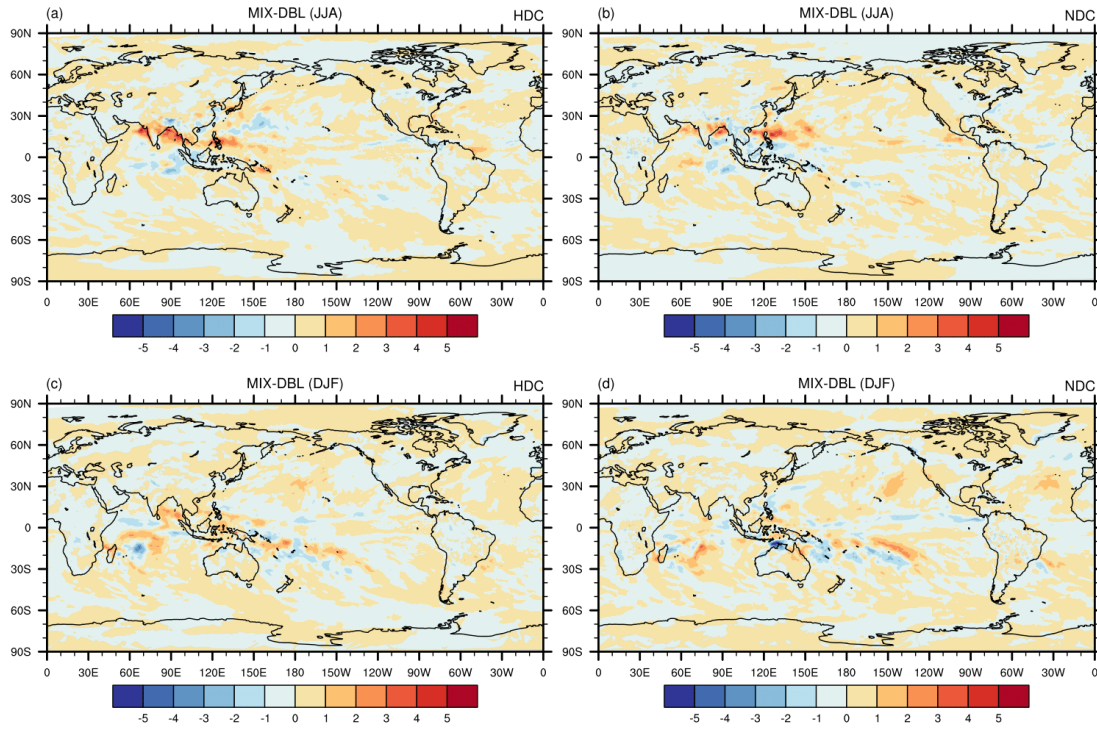 (a) MIX-DBL (JJA) HDC
90N
60N
30N
0
30S
60S
90S
0 30E 60E 90E 120E 150E 180 150W 120W 90W 60W 30W 0
-5 -4 -3 -2 -1 0 1 2 3 4 5
(b) MIX-DBL (JJA) NDC
90N
60N
30N
0
30S
60S
90S
0 30E 60E 90E 120E 150E 180 150W 120W 90W 60W 30W 0
-5 -4 -3 -2 -1 0 1 2 3 4 5
(c) MIX-DBL (DJF) HDC
90N
60N
30N
0
30S
60S
90S
0 30E 60E 90E 120E 150E 180 150W 120W 90W 60W 30W 0
-5 -4 -3 -2 -1 0 1 2 3 4 5
(d) MIX-DBL (DJF) NDC
90N
60N
30N
0
30S
60S
90S
0 30E 60E 90E 120E 150E 180 150W 120W 90W 60W 30W 0
-5 -4 -3 -2 -1 0 1 2 3 4 5